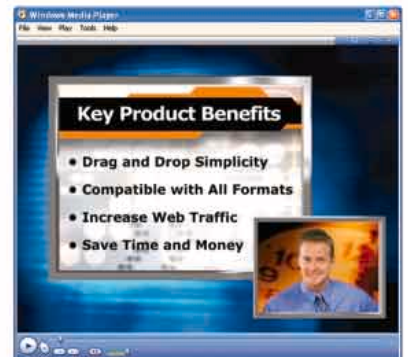 Windows Media Player
File View Play Tools Help
Key Product Benefits
• Drag and Drop Simplicity
• Compatible with All Formats
• Increase Web Traffic
• Save Time and Money